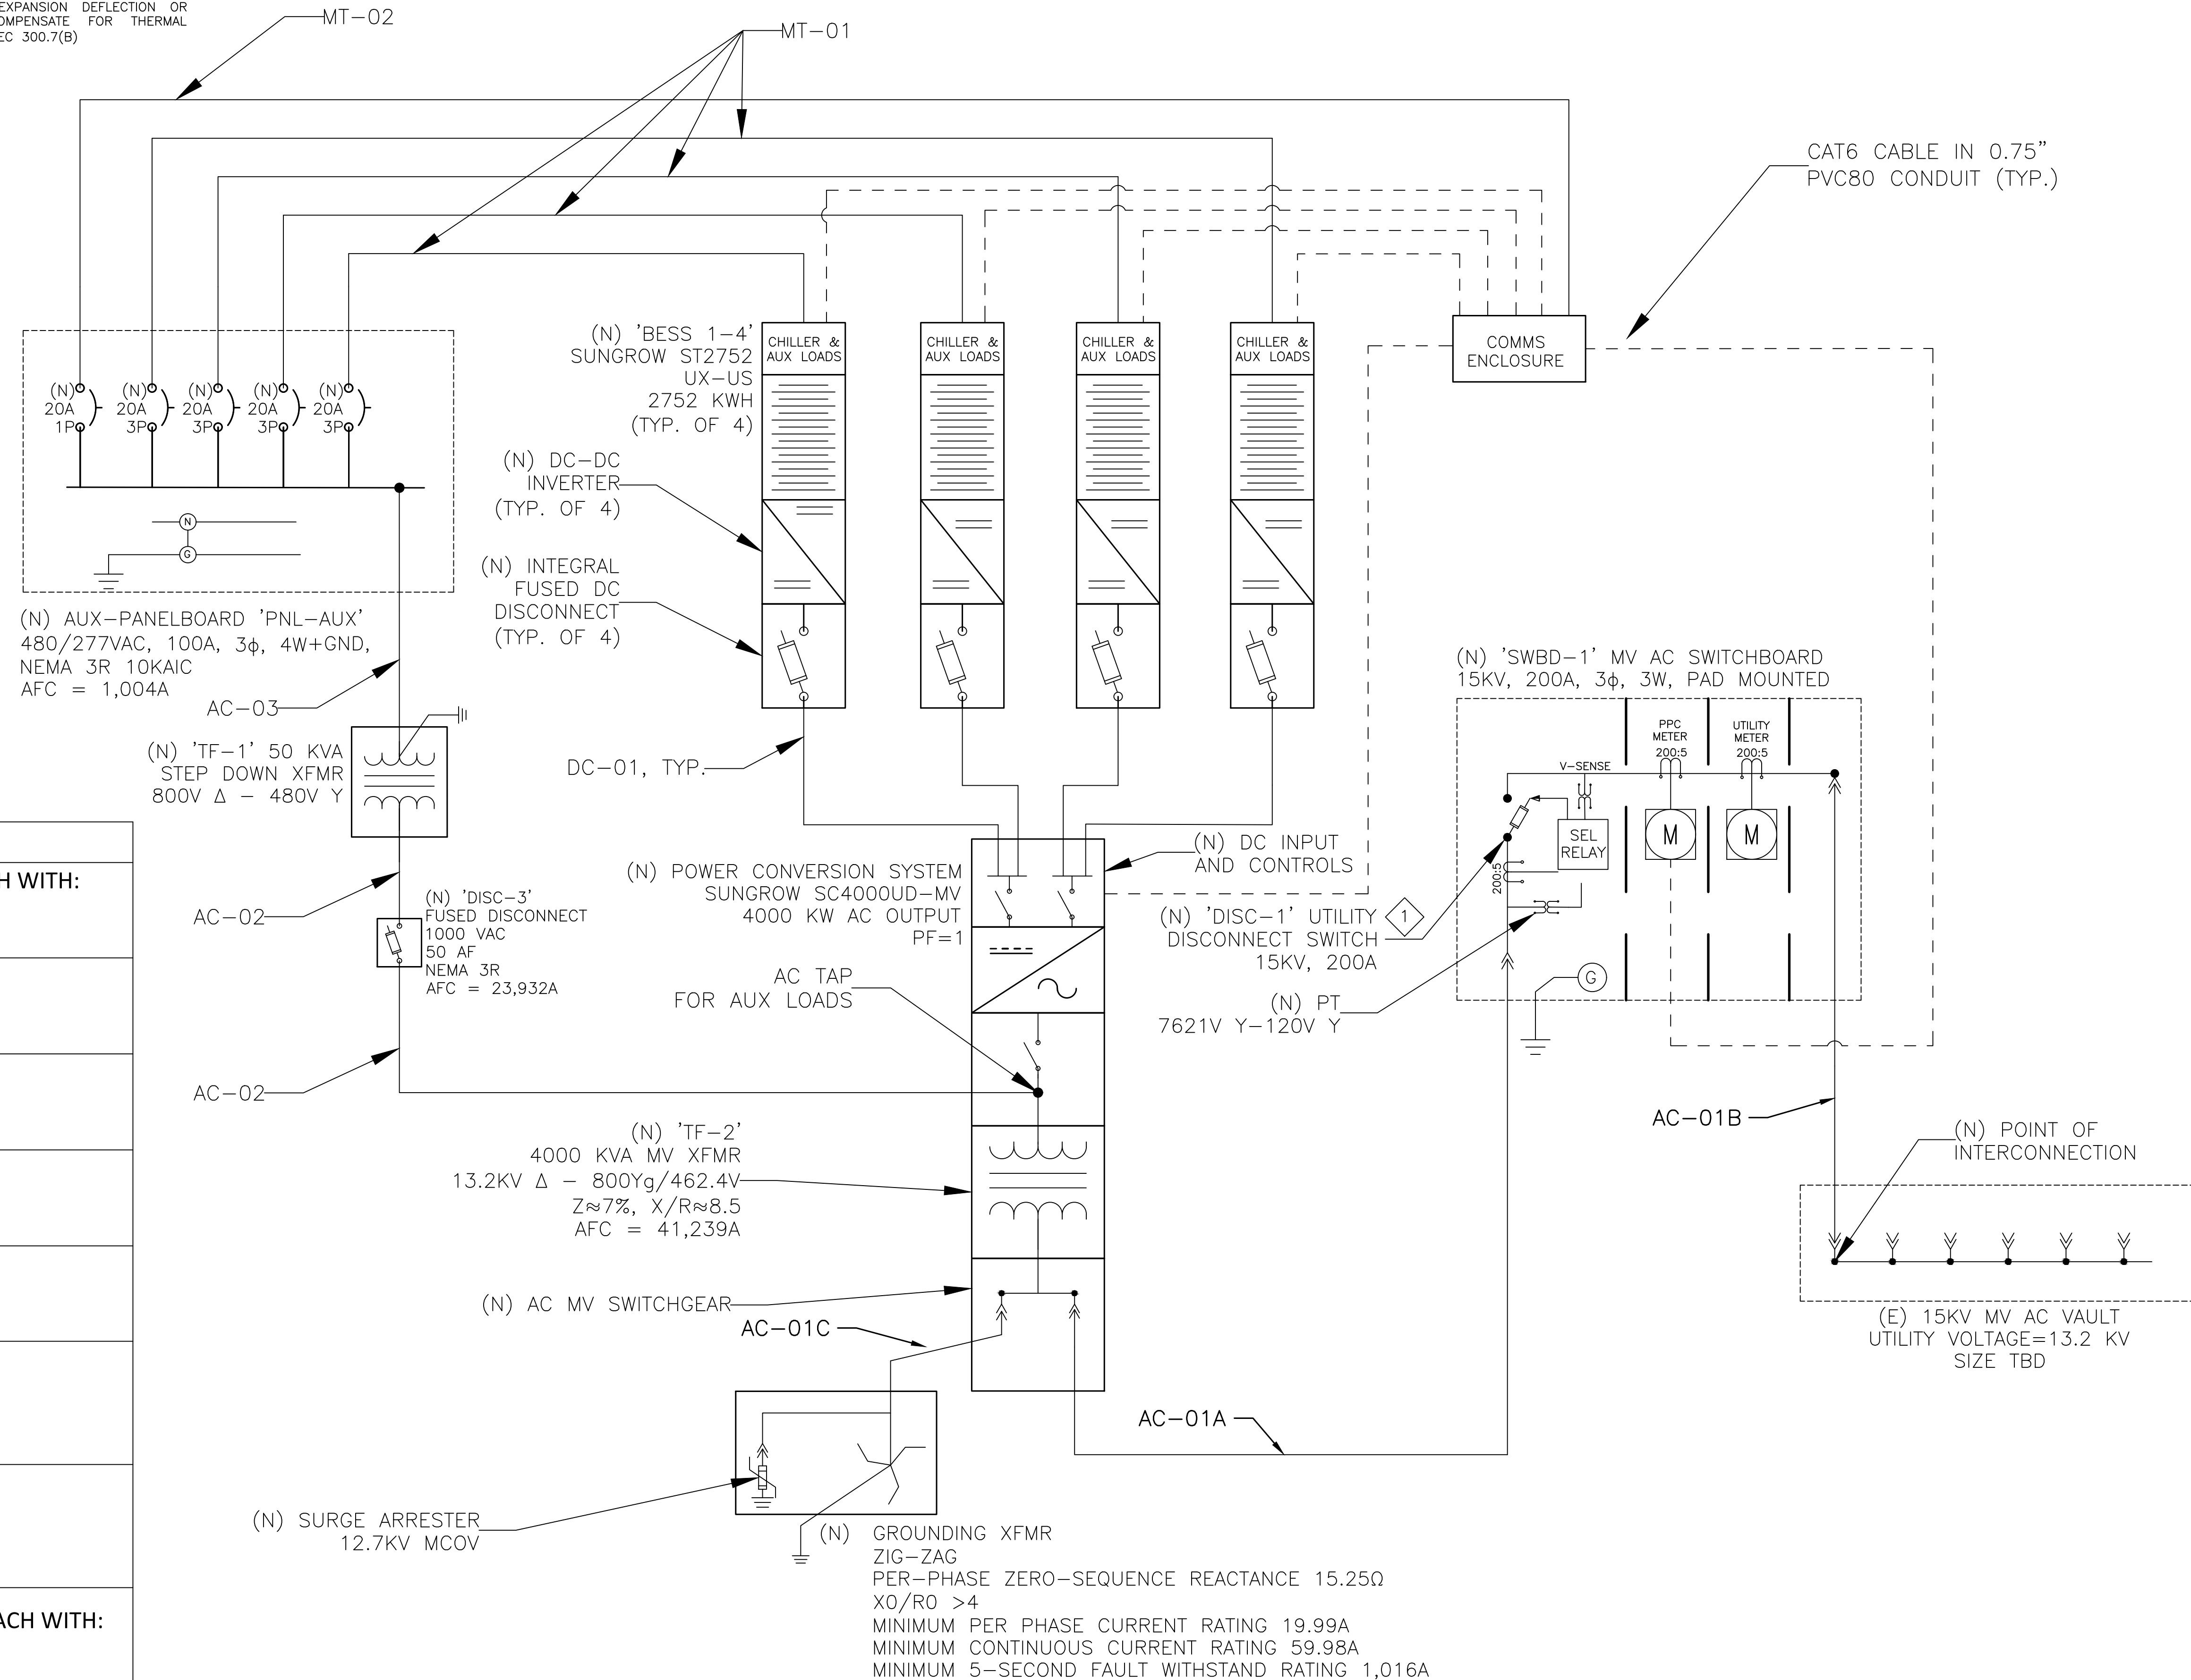 EXPANSION DEFLECTION OR
OMPENSATE FOR THERMAL
EC 300.7(B)
MT-02
MT-01
CAT6 CABLE IN 0.75"
PVC80 CONDUIT (TYP.)
(N) 20A 1P
(N) 20A 3P
(N) 20A 3P
(N) 20A 3P
(N) 20A 3P
N
G
(N) AUX-PANELBOARD 'PNL-AUX'
480/277VAC, 100A, 3ϕ, 4W+GND,
NEMA 3R 10KAIC
AFC = 1,004A
(N) 'BESS 1-4'
SUNGROW ST2752
UX-US
2752 KWH
(TYP. OF 4)
CHILLER &
AUX LOADS
CHILLER &
AUX LOADS
CHILLER &
AUX LOADS
CHILLER &
AUX LOADS
COMMS
ENCLOSURE
(N) DC-DC
INVERTER
(TYP. OF 4)
(N) INTEGRAL
FUSED DC
DISCONNECT
(TYP. OF 4)
AC-03
(N) 'TF-1' 50 KVA
STEP DOWN XFMR
800V Δ - 480V Y
DC-01, TYP.
(N) 'SWBD-1' MV AC SWITCHBOARD
15KV, 200A, 3ϕ, 3W, PAD MOUNTED
PPC
METER
200:5
UTILITY
METER
200:5
V-SENSE
SEL
RELAY
M
M
200:5
G
H WITH:
AC-02
(N) 'DISC-3'
FUSED DISCONNECT
1000 VAC
50 AF
NEMA 3R
AFC = 23,932A
(N) POWER CONVERSION SYSTEM
SUNGROW SC4000UD-MV
4000 KW AC OUTPUT
PF=1
(N) DC INPUT
AND CONTROLS
(N) 'DISC-1' UTILITY
DISCONNECT SWITCH
15KV, 200A
1
(N) PT
7621V Y-120V Y
AC TAP
FOR AUX LOADS
AC-02
(N) 'TF-2'
4000 KVA MV XFMR
13.2KV Δ - 800Yg/462.4V
Z≈7%, X/R≈8.5
AFC = 41,239A
AC-01B
(N) POINT OF
INTERCONNECTION
(E) 15KV MV AC VAULT
UTILITY VOLTAGE=13.2 KV
SIZE TBD
(N) AC MV SWITCHGEAR
AC-01C
AC-01A
(N) SURGE ARRESTER
12.7KV MCOV
(N) GROUNDING XFMR
ZIG-ZAG
PER-PHASE ZERO-SEQUENCE REACTANCE 15.25Ω
X0/R0 >4
MINIMUM PER PHASE CURRENT RATING 19.99A
MINIMUM CONTINUOUS CURRENT RATING 59.98A
MINIMUM 5-SECOND FAULT WITHSTAND RATING 1,016A
ACH WITH: